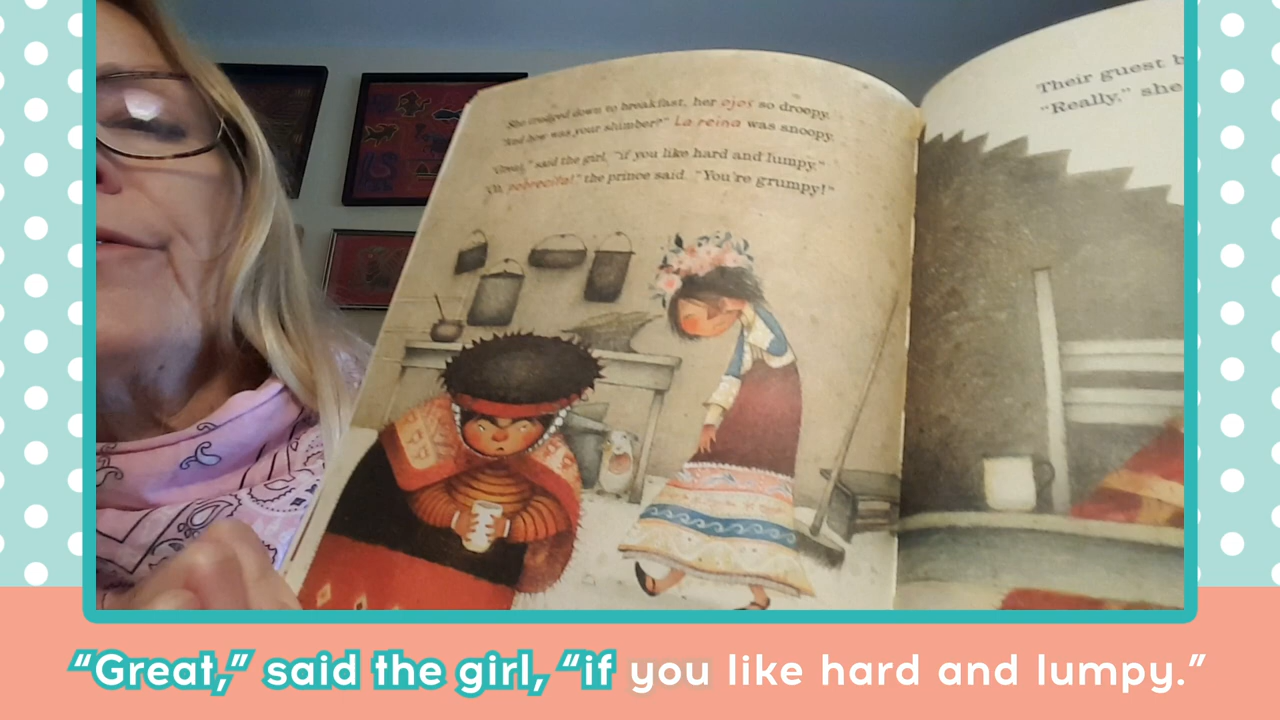 "She trudged down to breakfast, her ojos so droopy.
"And how was your slumber?" La reina was snoopy.
"Great," said the girl, "if you like hard and lumpy."
"Oh, pobrecita!" the prince said. "You're grumpy!"
Their guest
"Really," she
"Great," said the girl, "if you like hard and lumpy."